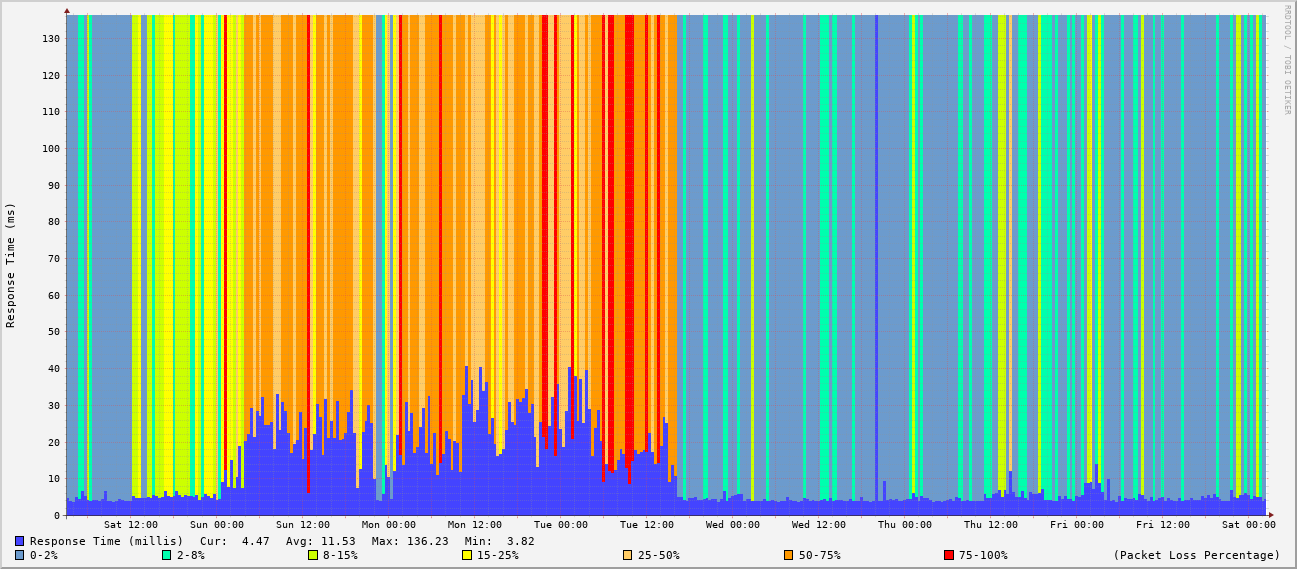 RRDTOOL / TOBI OETIKER
Response Time (ms)
130
120
110
100
90
80
70
60
50
40
30
20
10
0
Sat 12:00 Sun 00:00 Sun 12:00 Mon 00:00 Mon 12:00 Tue 00:00 Tue 12:00 Wed 00:00 Wed 12:00 Thu 00:00 Thu 12:00 Fri 00:00 Fri 12:00 Sat 00:00
Response Time (millis) Cur: 4.47 Avg: 11.53 Max: 136.23 Min: 3.82
0-2% 2-8% 8-15% 15-25% 25-50% 50-75% 75-100% (Packet Loss Percentage)